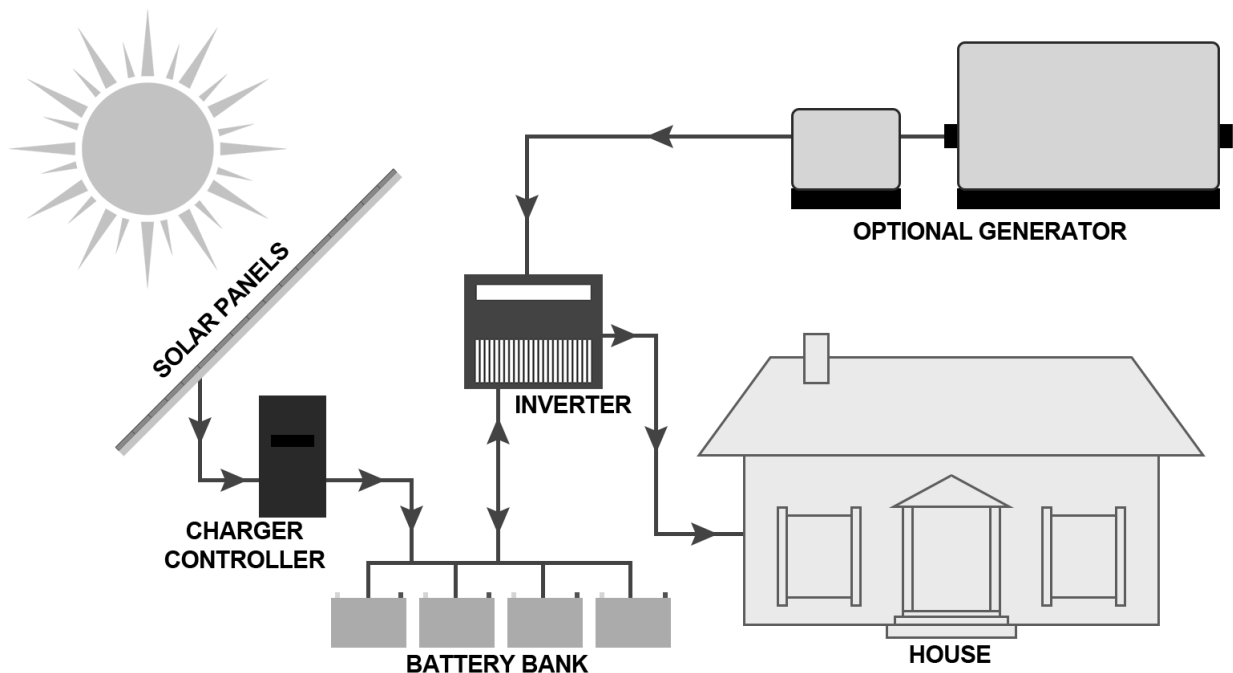 OPTIONAL GENERATOR
SOLAR PANELS
INVERTER
CHARGER
CONTROLLER
BATTERY BANK
HOUSE